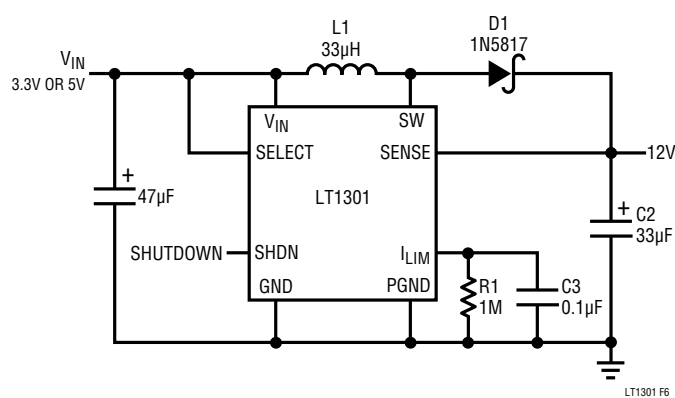 L1
33µH
D1
1N5817
VIN
3.3V OR 5V
VIN
SW
SELECT
SENSE
12V
+
47µF
LT1301
+
C2
33µF
SHUTDOWN
SHDN
ILIM
GND
PGND
R1
1M
C3
0.1µF
LT1301 F6